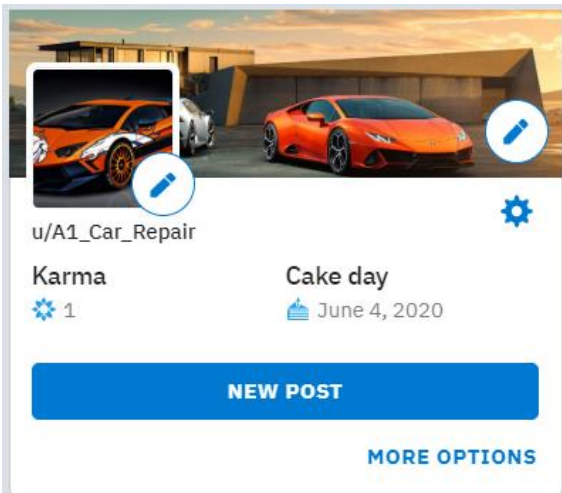 u/A1_Car_Repair
Karma
Cake day
1
June 4, 2020
NEW POST
MORE OPTIONS